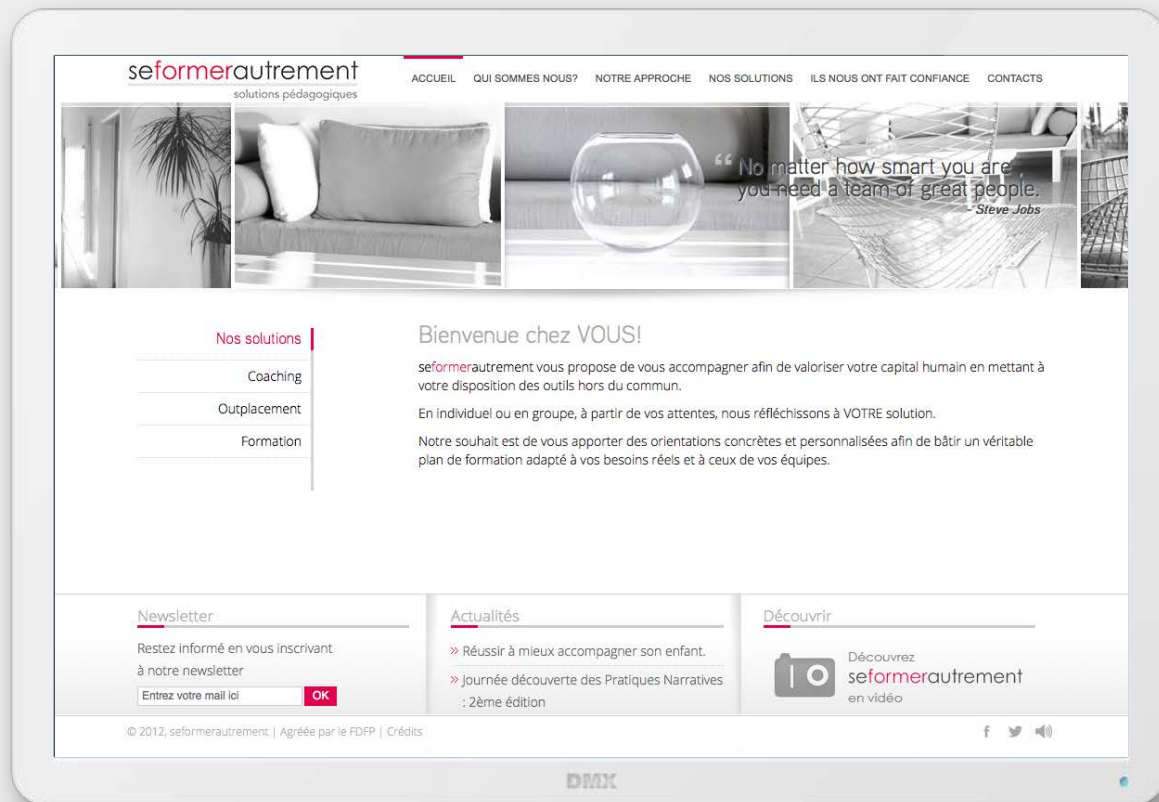 seformerautrement
solutions pédagogiques
ACCUEIL QUI SOMMES NOUS? NOTRE APPROCHE NOS SOLUTIONS ILS NOUS ONT FAIT CONFIANCE CONTACTS
“ No matter how smart you are
you need a team of great people.
- Steve Jobs
Nos solutions
Coaching
Outplacement
Formation
Bienvenue chez VOUS!
seformerautrement vous propose de vous accompagner afin de valoriser votre capital humain en mettant à
votre disposition des outils hors du commun.
En individuel ou en groupe, à partir de vos attentes, nous réfléchissons à VOTRE solution.
Notre souhait est de vous apporter des orientations concrètes et personnalisées afin de bâtir un véritable
plan de formation adapté à vos besoins réels et à ceux de vos équipes.
Newsletter
Restez informé en vous inscrivant
à notre newsletter
Entrez votre mail ici OK
Actualités
» Réussir à mieux accompagner son enfant.
» Journée découverte des Pratiques Narratives
: 2ème édition
Découvrir
Découvrez
seformerautrement
en vidéo
© 2012, seformerautrement | Agréée par le FDFP | Crédits
DMX